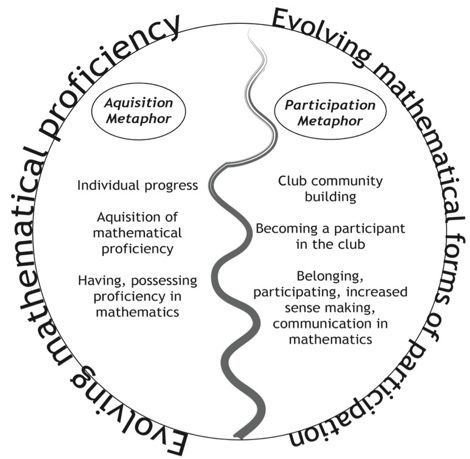 Evolving mathematical proficiency
Evolving mathematical forms of participation
Aquisition
Metaphor
Individual progress
Aquisition of
mathematical
proficiency
Having, possessing
proficiency in
mathematics
Participation
Metaphor
Club community
building
Becoming a participant
in the club
Belonging,
participating, increased
sense making,
communication in
mathematics